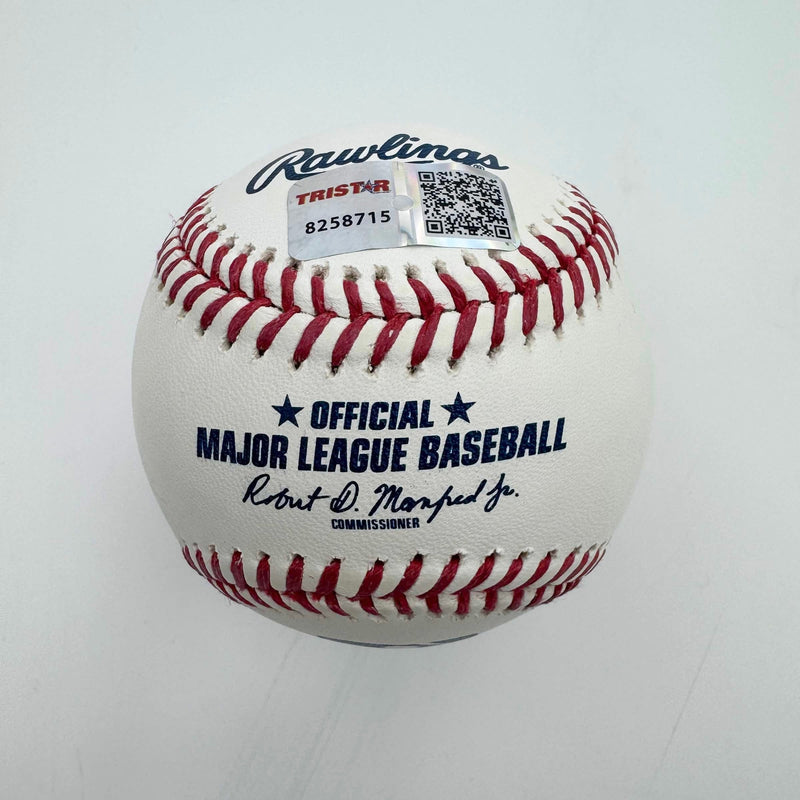 Rawlings®
TRISTAR
8258715
★ OFFICIAL ★
MAJOR LEAGUE BASEBALL
Robert D. Manfred Jr.
COMMISSIONER